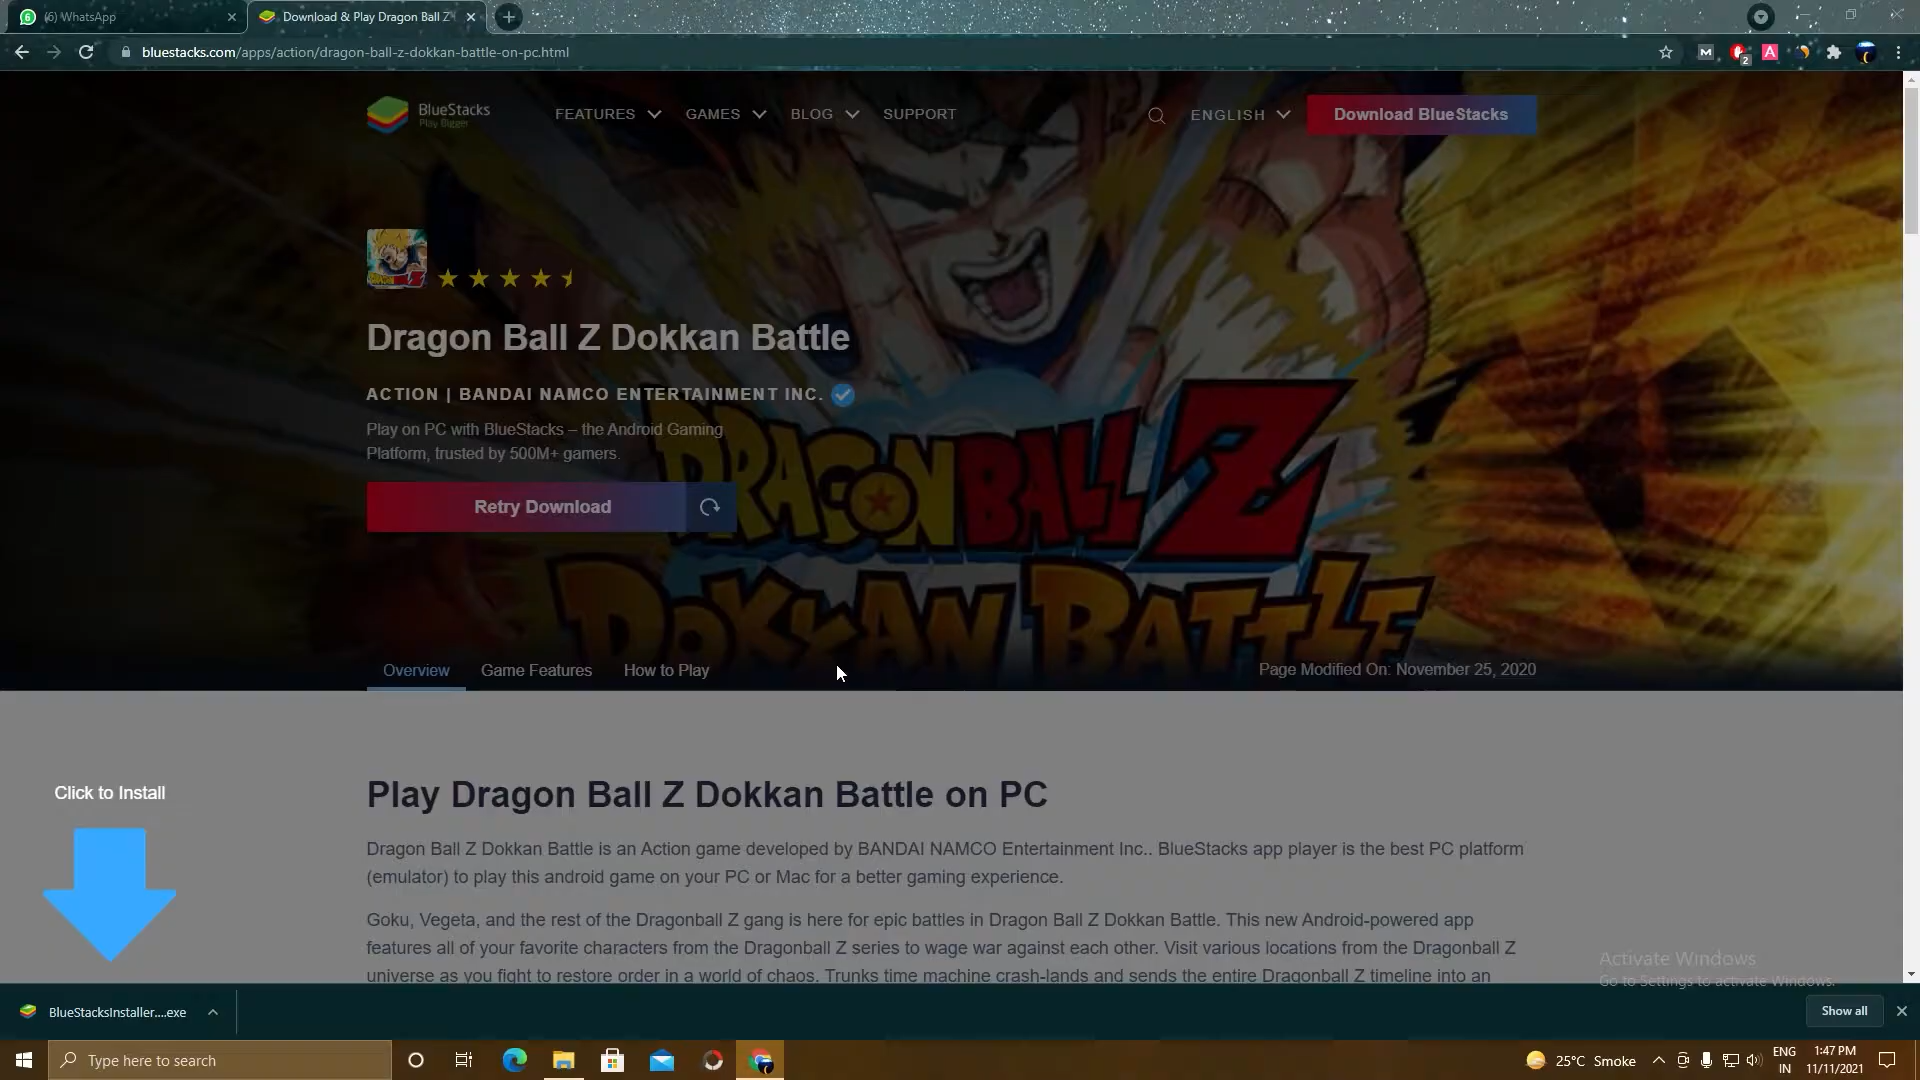 (6) WhatsApp
Download & Play Dragon Ball Z
bluestacks.com/apps/action/dragon-ball-z-dokkan-battle-on-pc.html
2
BlueStacks
Play Bigger
FEATURES
GAMES
BLOG
SUPPORT
ENGLISH
Download BlueStacks
Dragon Ball Z Dokkan Battle
ACTION | BANDAI NAMCO ENTERTAINMENT INC.
Play on PC with BlueStacks – the Android Gaming
Platform, trusted by 500M+ gamers.
Retry Download
DRAGONBALL Z
DOKKAN BATTLE
Overview
Game Features
How to Play
Page Modified On: November 25, 2020
Click to Install
Play Dragon Ball Z Dokkan Battle on PC
Dragon Ball Z Dokkan Battle is an Action game developed by BANDAI NAMCO Entertainment Inc.. BlueStacks app player is the best PC platform
(emulator) to play this android game on your PC or Mac for a better gaming experience.
Goku, Vegeta, and the rest of the Dragonball Z gang is here for epic battles in Dragon Ball Z Dokkan Battle. This new Android-powered app
features all of your favorite characters from the Dragonball Z series to wage war against each other. Visit various locations from the Dragonball Z
universe as you fight to restore order in a world of chaos. Trunks time machine crash-lands and sends the entire Dragonball Z timeline into an
Activate Windows
Go to Settings to activate Windows.
BlueStacksInstaller....exe
Show all
Type here to search
25°C Smoke
ENG
IN
1:47 PM
11/11/2021